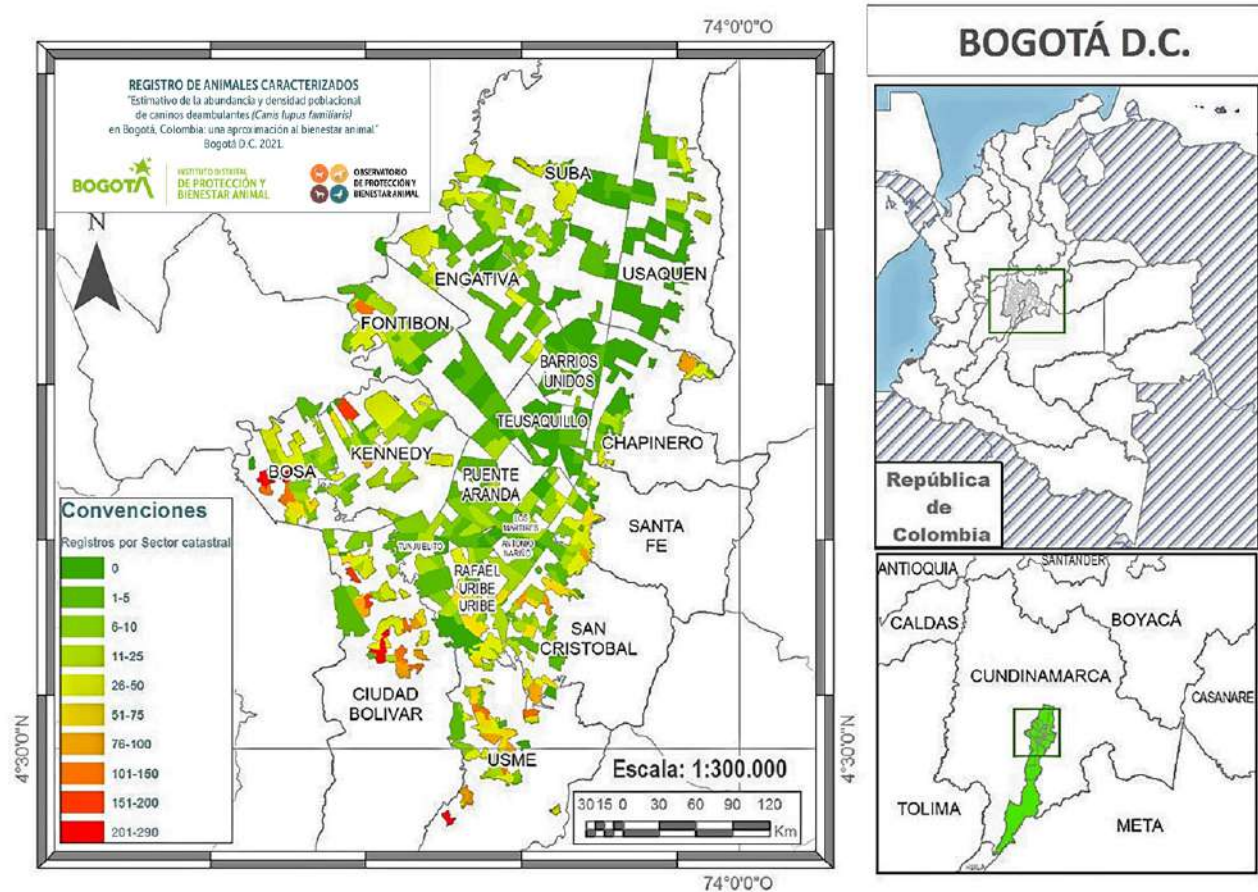 74°0'0"O
REGISTRO DE ANIMALES CARACTERIZADOS
"Estimativo de la abundancia y densidad poblacional
de caninos deambulantes (Canis lupus familiaris)
en Bogotá, Colombia: una aproximación al bienestar animal"
Bogotá D.C. 2021.
BOGOTÁ
INSTITUTO DISTRITAL
DE PROTECCIÓN Y
BIENESTAR ANIMAL
OBSERVATORIO
DE PROTECCIÓN Y
BIENESTAR ANIMAL
N
SUBA
USAQUEN
ENGATIVA
FONTIBON
BARRIOS
UNIDOS
TEUSAQUILLO
CHAPINERO
KENNEDY
BOSA
PUENTE
ARANDA
SANTA
FE
LOS
MARTIRES
ANTONIO
NARIÑO
TUNJUELITO
RAFAEL
URIBE
URIBE
SAN
CRISTOBAL
CIUDAD
BOLIVAR
USME
Convenciones
Registros por Sector catastral
0
1-5
6-10
11-25
26-50
51-75
76-100
101-150
151-200
201-290
Escala: 1:300.000
30 15 0 30 60 90 120
Km
4°30'0"N
4°30'0"N
74°0'0"O
BOGOTÁ D.C.
República
de
Colombia
ANTIOQUIA
SANTANDER
CALDAS
BOYACÁ
CUNDINAMARCA
CASANARE
TOLIMA
META